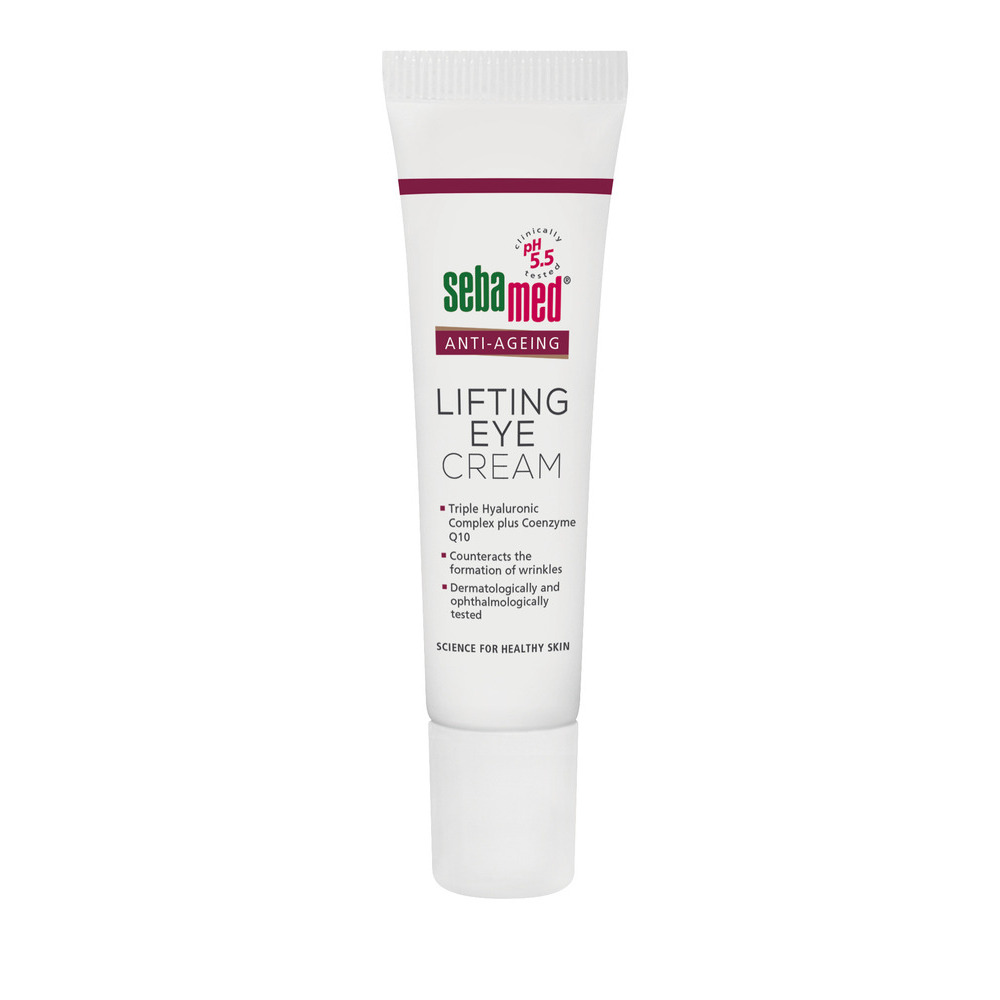 clinically
pH
5.5
tested
sebamed®
ANTI-AGEING
LIFTING
EYE
CREAM
▪ Triple Hyaluronic
Complex plus Coenzyme
Q10
▪ Counteracts the
formation of wrinkles
▪ Dermatologically and
ophthalmologically
tested
SCIENCE FOR HEALTHY SKIN